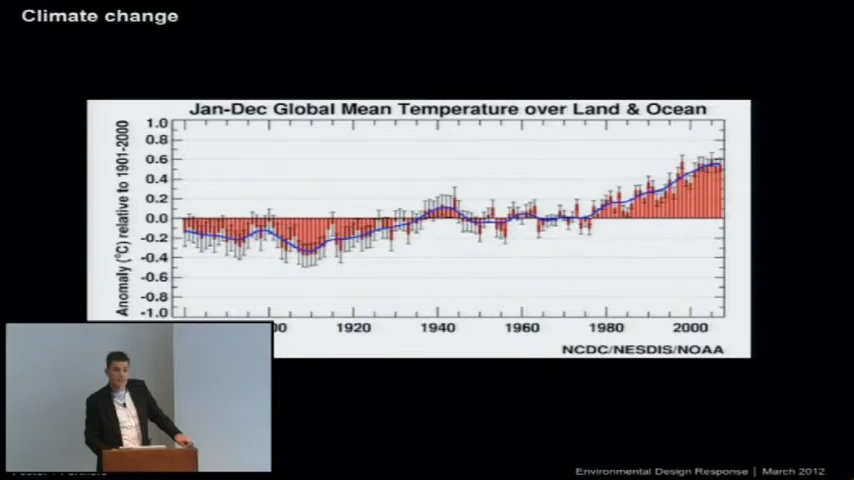 Climate change
Jan-Dec Global Mean Temperature over Land & Ocean
Anomaly (°C) relative to 1901-2000
1.0
0.8
0.6
0.4
0.2
0.0
-0.2
-0.4
-0.6
-0.8
-1.0
1920 1940 1960 1980 2000
NCDC/NESDIS/NOAA
Environmental Design Response | March 2012